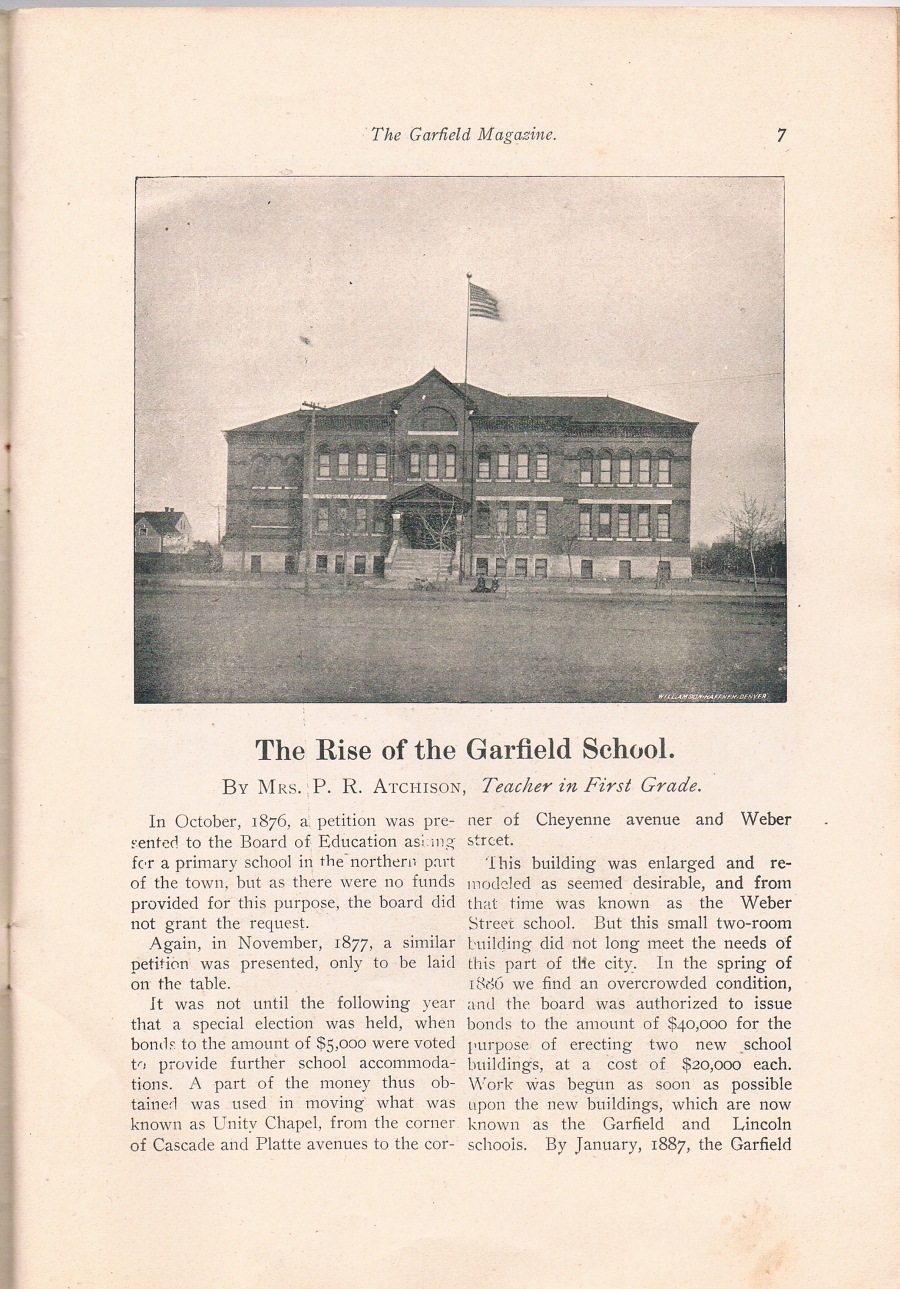 The Garfield Magazine.
7
WILLIAMSON-HAFFNER-DENVER
The Rise of the Garfield School.
By Mrs. P. R. Atchison, Teacher in First Grade.
In October, 1876, a petition was pre-
sented to the Board of Education asking
for a primary school in the northern part
of the town, but as there were no funds
provided for this purpose, the board did
not grant the request.
Again, in November, 1877, a similar
petition was presented, only to be laid
on the table.
It was not until the following year
that a special election was held, when
bonds to the amount of $5,000 were voted
to provide further school accommoda-
tions. A part of the money thus ob-
tained was used in moving what was
known as Unity Chapel, from the corner
of Cascade and Platte avenues to the cor-
ner of Cheyenne avenue and Weber
street.
This building was enlarged and re-
modeled as seemed desirable, and from
that time was known as the Weber
Street school. But this small two-room
building did not long meet the needs of
this part of the city. In the spring of
1886 we find an overcrowded condition,
and the board was authorized to issue
bonds to the amount of $40,000 for the
purpose of erecting two new school
buildings, at a cost of $20,000 each.
Work was begun as soon as possible
upon the new buildings, which are now
known as the Garfield and Lincoln
schools. By January, 1887, the Garfield